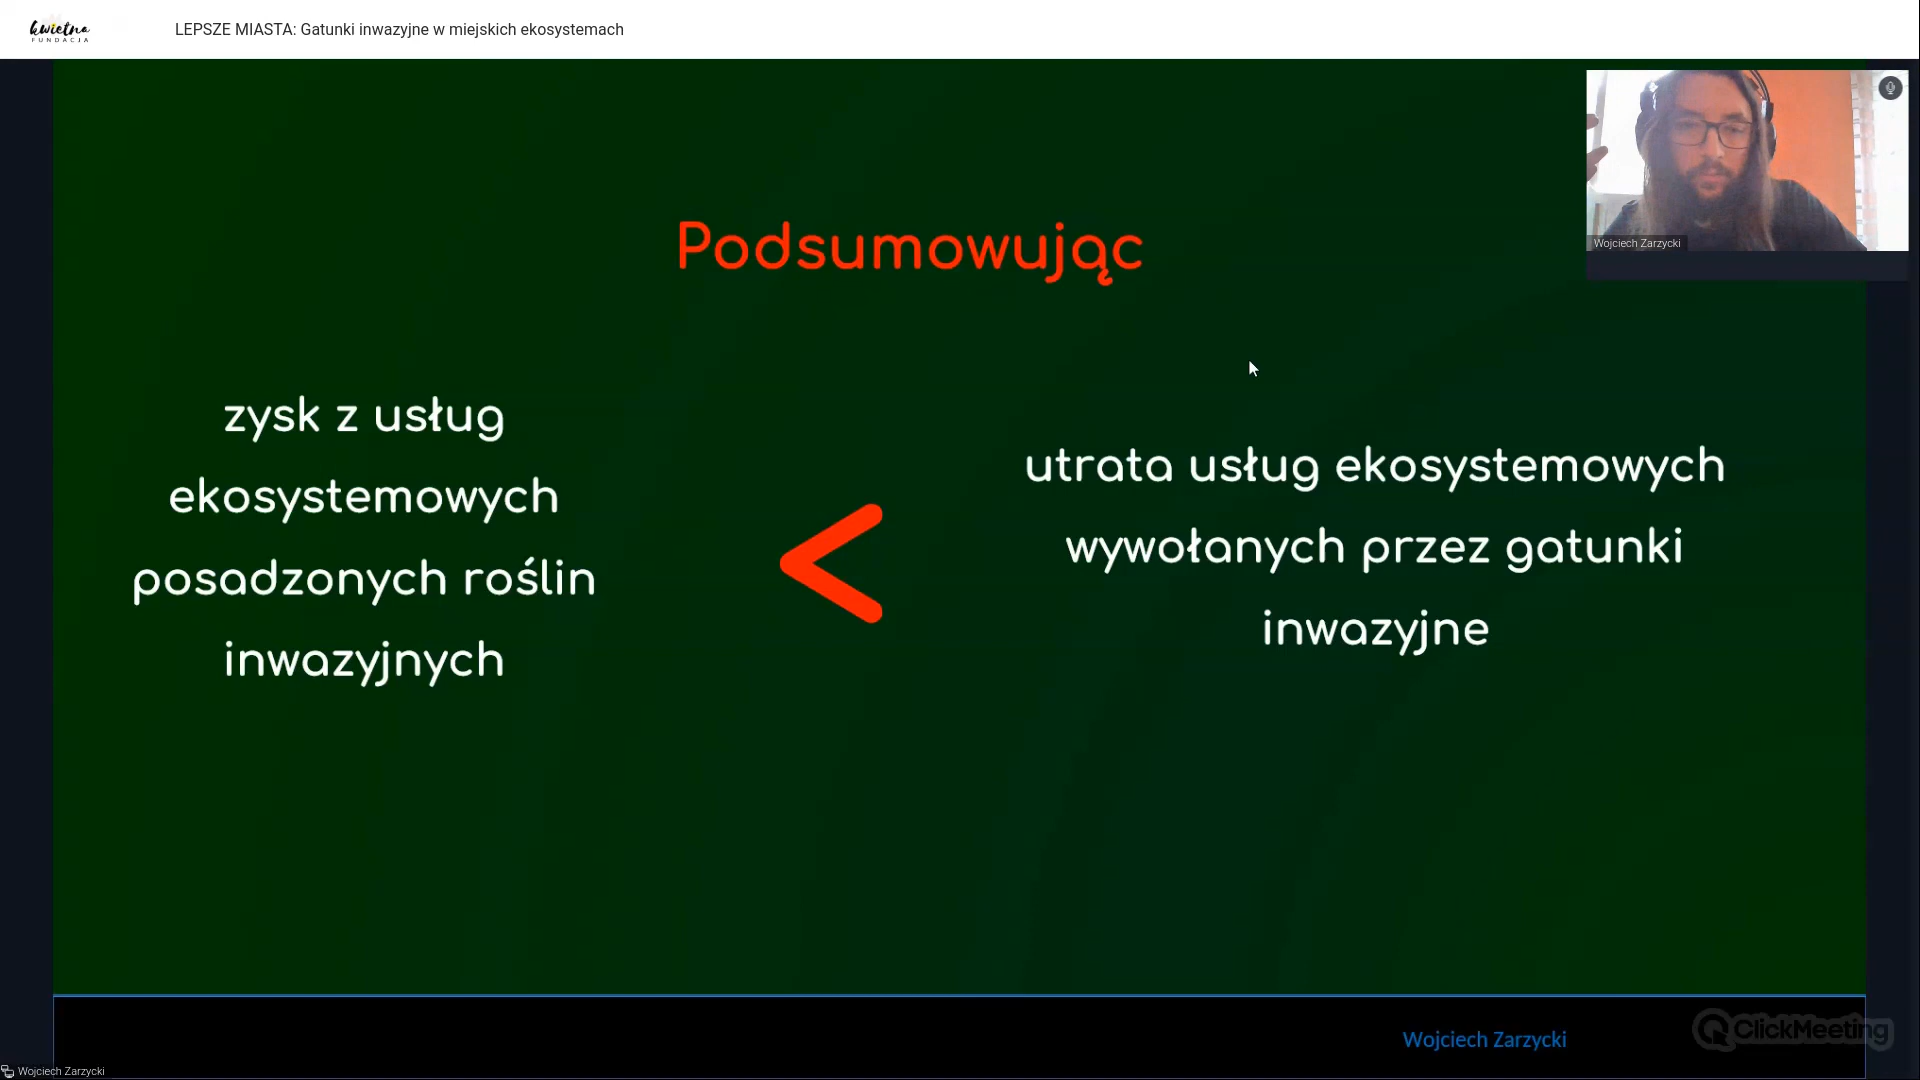 kwietna
FUNDACJA
LEPSZE MIASTA: Gatunki inwazyjne w miejskich ekosystemach
Wojciech Zarzycki
Podsumowując
zysk z usług
ekosystemowych
posadzonych roślin
inwazyjnych
<
utrata usług ekosystemowych
wywołanych przez gatunki
inwazyjne
Wojciech Zarzycki
ClickMeeting
Wojciech Zarzycki